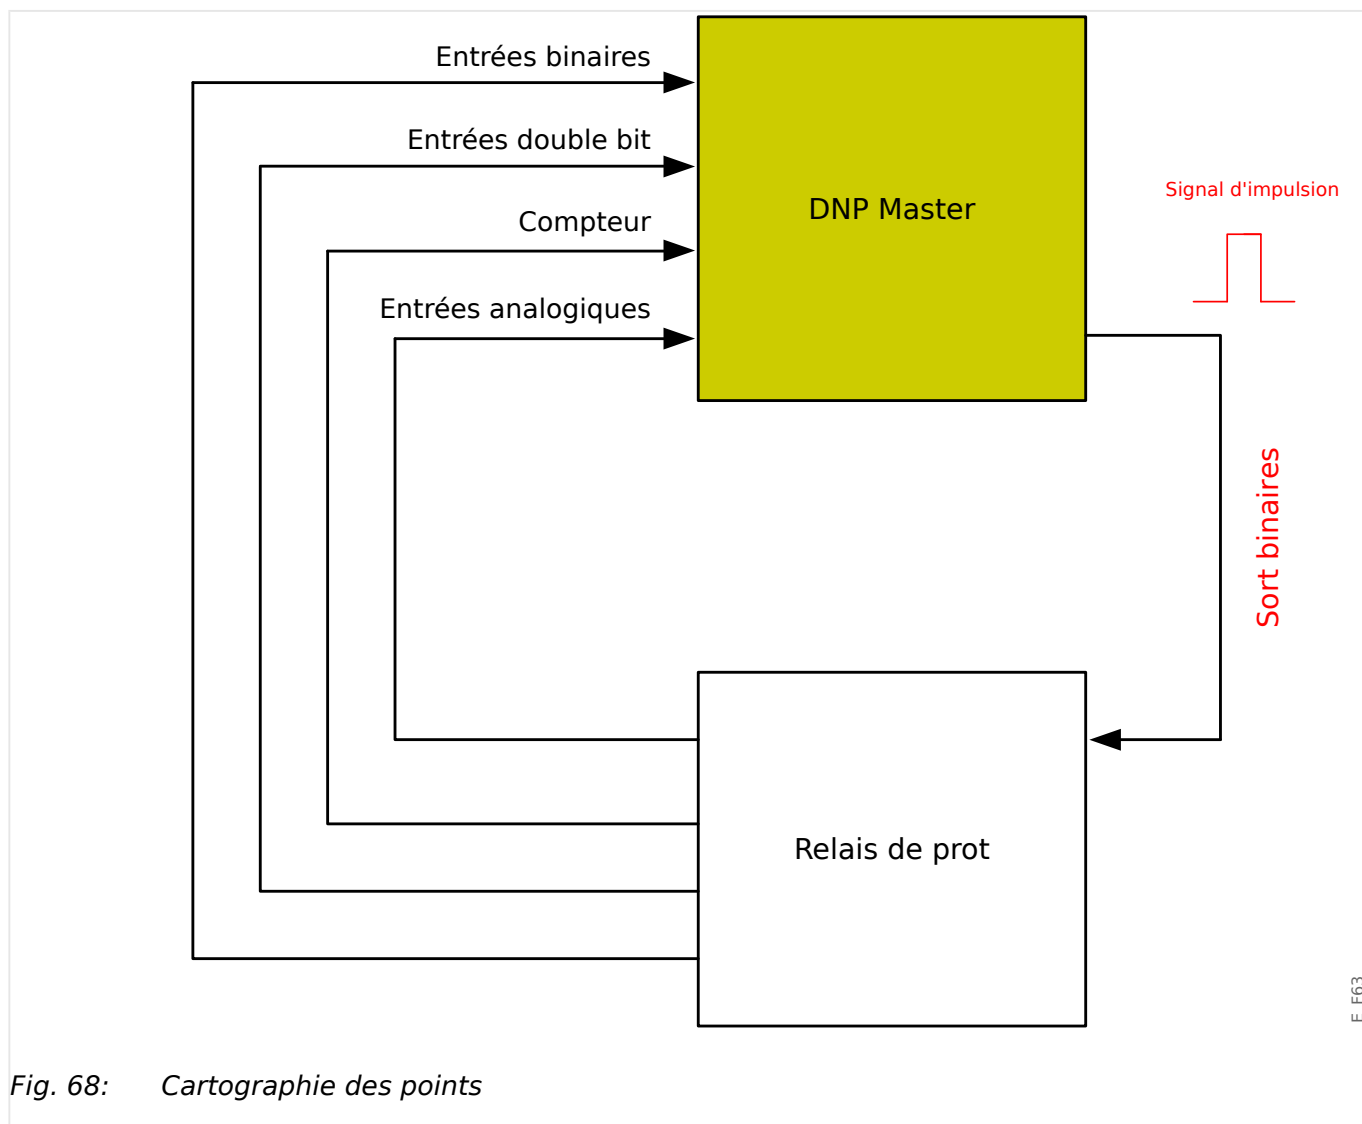 Entrées binaires
Entrées double bit
Compteur
Entrées analogiques
DNP Master
Signal d'impulsion
Sort binaires
Relais de prot
E_F63
Fig. 68: Cartographie des points